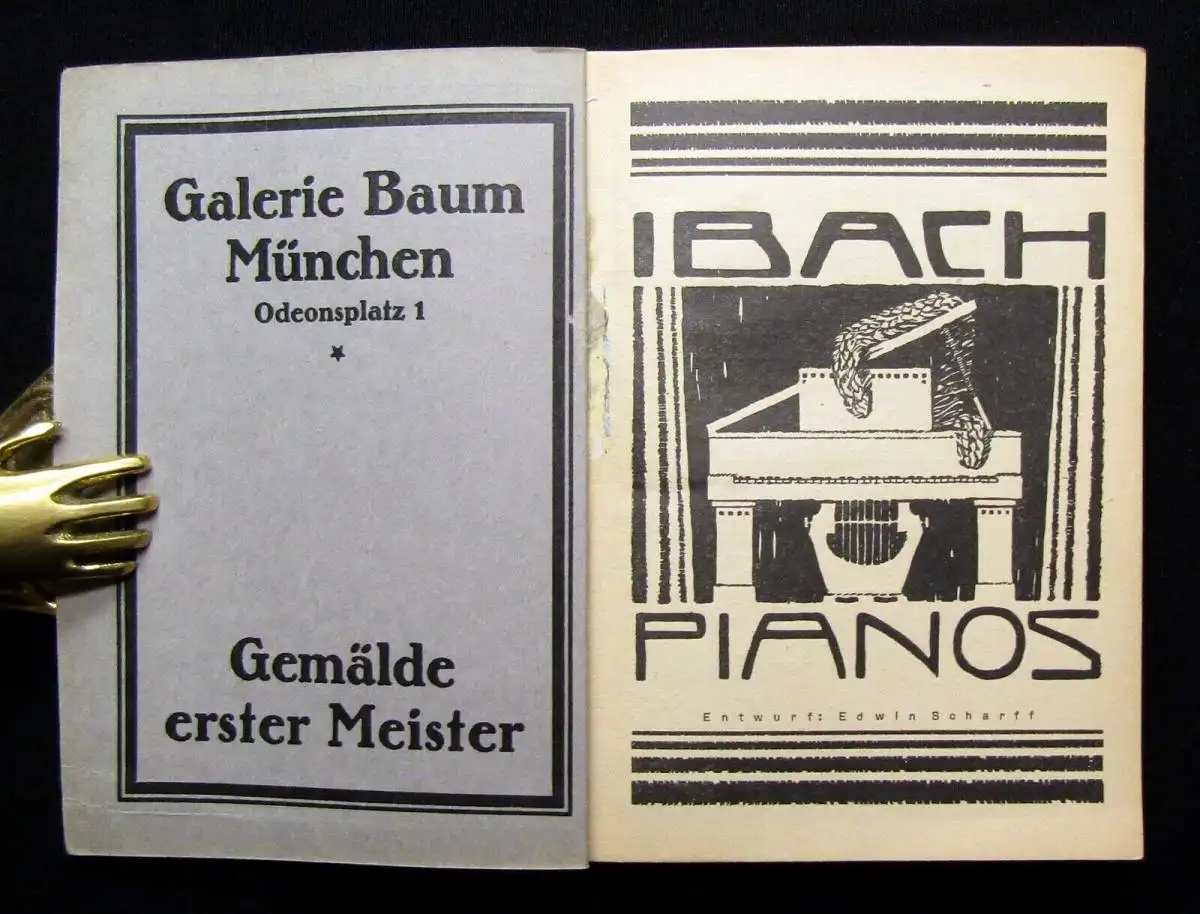 Galerie Baum
München
Odeonsplatz 1
Gemälde
erster Meister
IBACH
PIANOS
Entwurf: Edwin Scharff